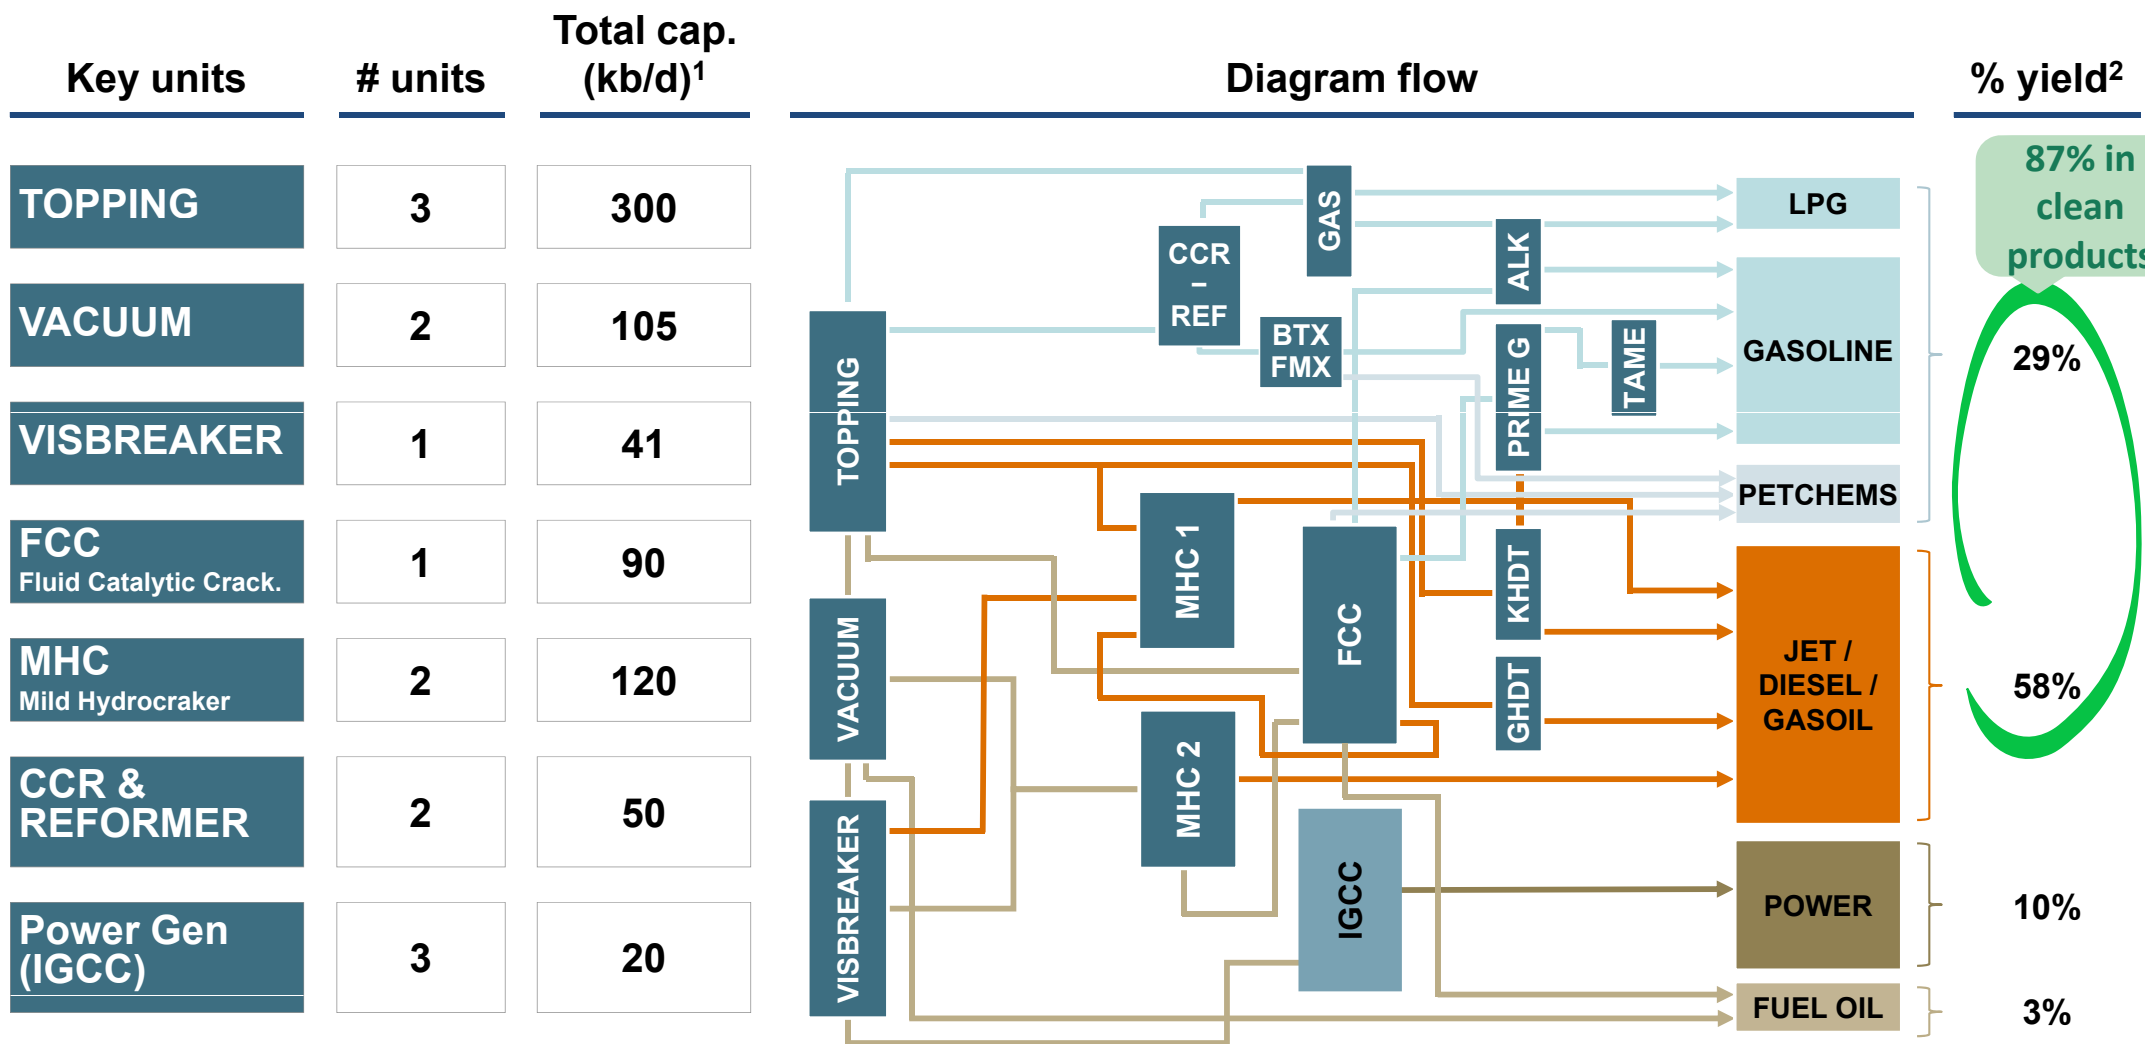 Key units
# units
Total cap.
(kb/d)¹
Diagram flow
% yield²
TOPPING
3
300
VACUUM
2
105
VISBREAKER
1
41
FCC
Fluid Catalytic Crack.
1
90
MHC
Mild Hydrocraker
2
120
CCR &
REFORMER
2
50
Power Gen
(IGCC)
3
20
TOPPING
VACUUM
VISBREAKER
CCR
–
REF
BTX
FMX
GAS
MHC 1
MHC 2
FCC
IGCC
ALK
PRIME G
TAME
KHDT
GHDT
LPG
GASOLINE
PETCHEMS
JET /
DIESEL /
GASOIL
POWER
FUEL OIL
87% in
clean
products
29%
58%
10%
3%